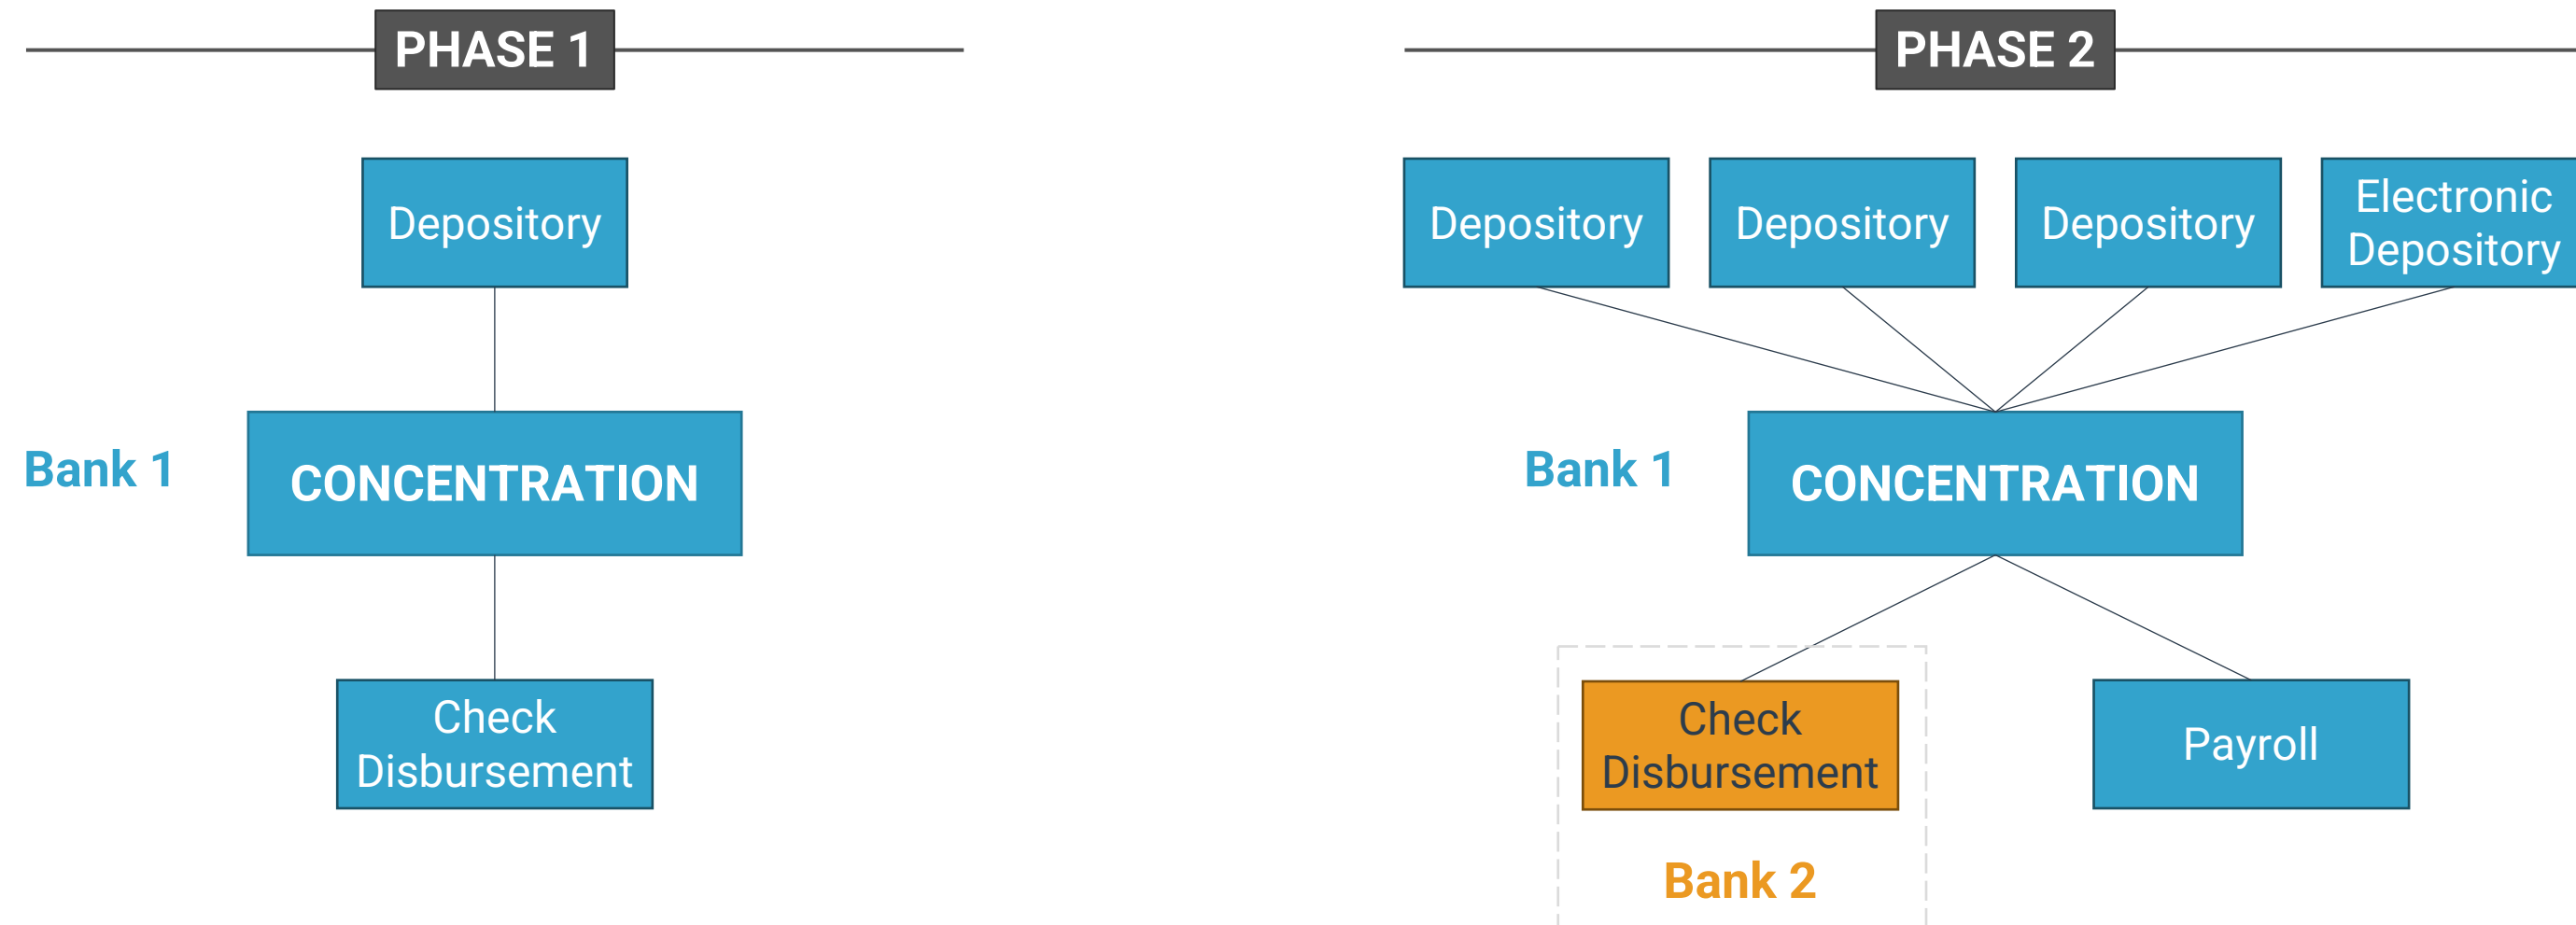 PHASE 1
Depository
Bank 1
CONCENTRATION
Check
Disbursement
PHASE 2
Depository
Depository
Depository
Electronic
Depository
Bank 1
CONCENTRATION
Check
Disbursement
Payroll
Bank 2